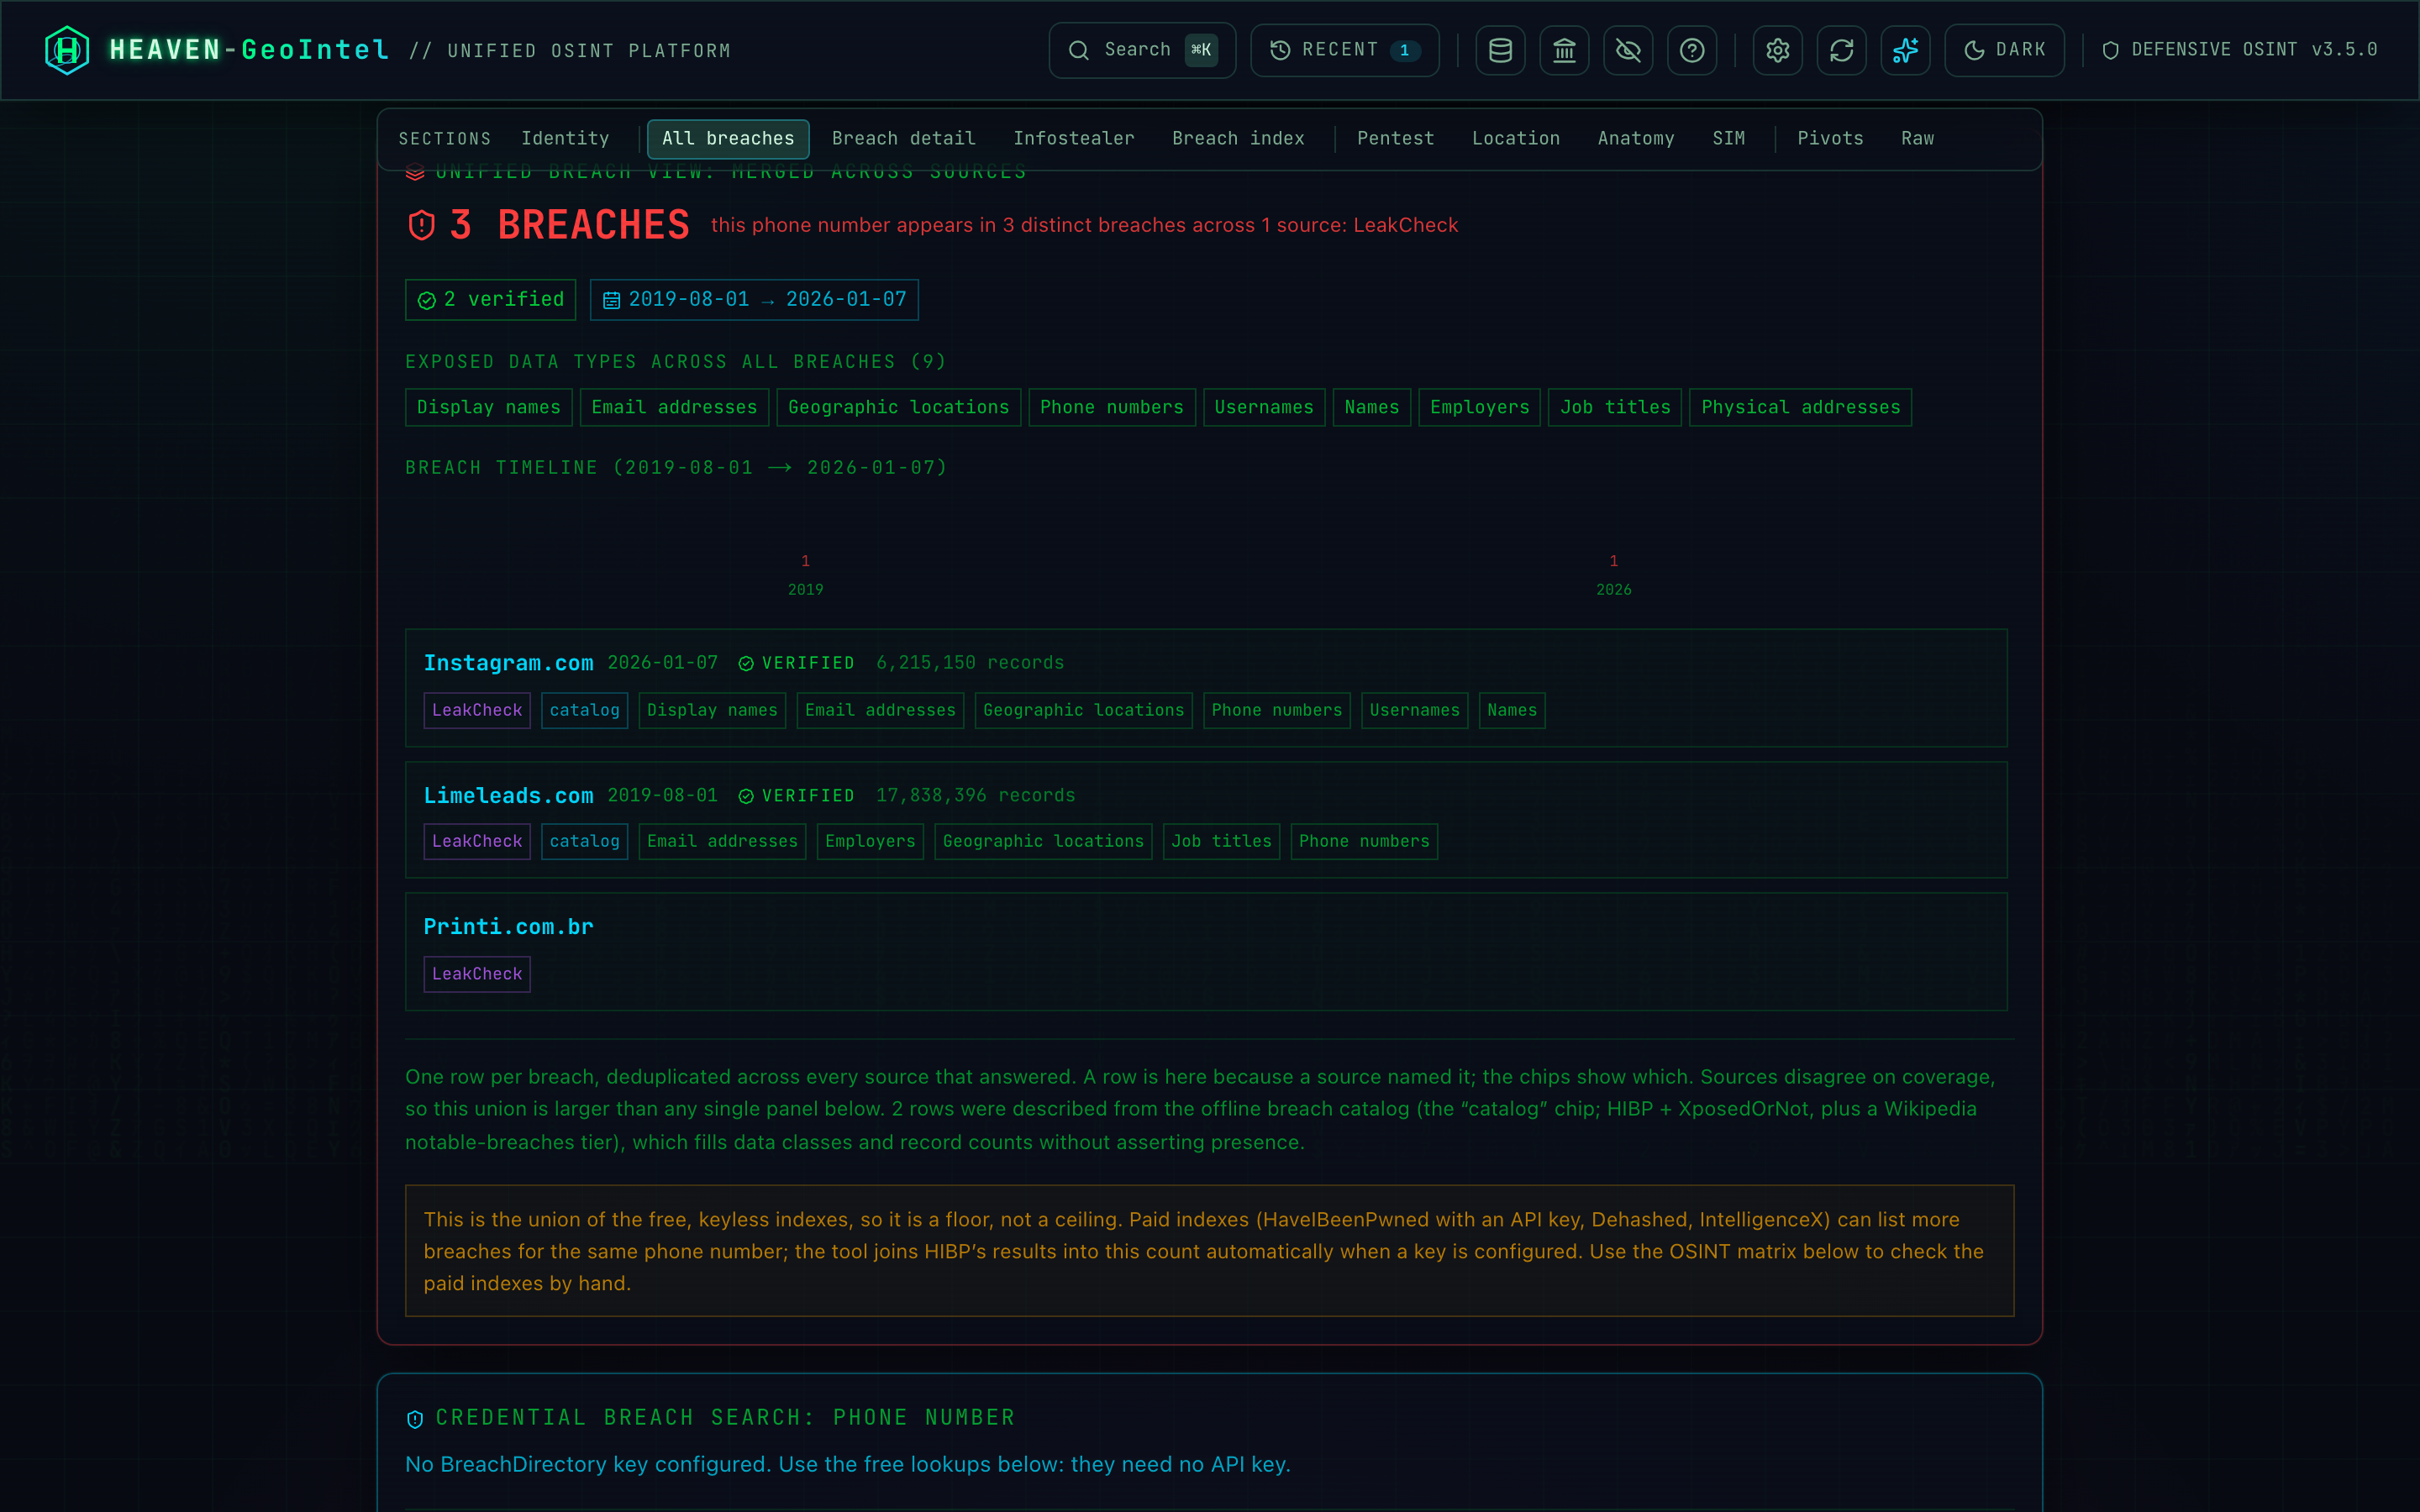 HEAVEN-GeoIntel // UNIFIED OSINT PLATFORM
Search ⌘K
RECENT 1
DARK
DEFENSIVE OSINT v3.5.0
SECTIONS Identity All breaches Breach detail Infostealer Breach index Pentest Location Anatomy SIM Pivots Raw
UNIFIED BREACH VIEW: MERGED ACROSS SOURCES
3 BREACHES this phone number appears in 3 distinct breaches across 1 source: LeakCheck
2 verified 2019-08-01 → 2026-01-07
EXPOSED DATA TYPES ACROSS ALL BREACHES (9)
Display names Email addresses Geographic locations Phone numbers Usernames Names Employers Job titles Physical addresses
BREACH TIMELINE (2019-08-01 ⟶ 2026-01-07)
1 1
2019 2026
Instagram.com 2026-01-07 VERIFIED 6,215,150 records
LeakCheck catalog Display names Email addresses Geographic locations Phone numbers Usernames Names
Limeleads.com 2019-08-01 VERIFIED 17,838,396 records
LeakCheck catalog Email addresses Employers Geographic locations Job titles Phone numbers
Printi.com.br
LeakCheck
One row per breach, deduplicated across every source that answered. A row is here because a source named it; the chips show which. Sources disagree on coverage,
so this union is larger than any single panel below. 2 rows were described from the offline breach catalog (the “catalog” chip; HIBP + XposedOrNot, plus a Wikipedia
notable-breaches tier), which fills data classes and record counts without asserting presence.
This is the union of the free, keyless indexes, so it is a floor, not a ceiling. Paid indexes (HaveIBeenPwned with an API key, Dehashed, IntelligenceX) can list more
breaches for the same phone number; the tool joins HIBP’s results into this count automatically when a key is configured. Use the OSINT matrix below to check the
paid indexes by hand.
CREDENTIAL BREACH SEARCH: PHONE NUMBER
No BreachDirectory key configured. Use the free lookups below: they need no API key.